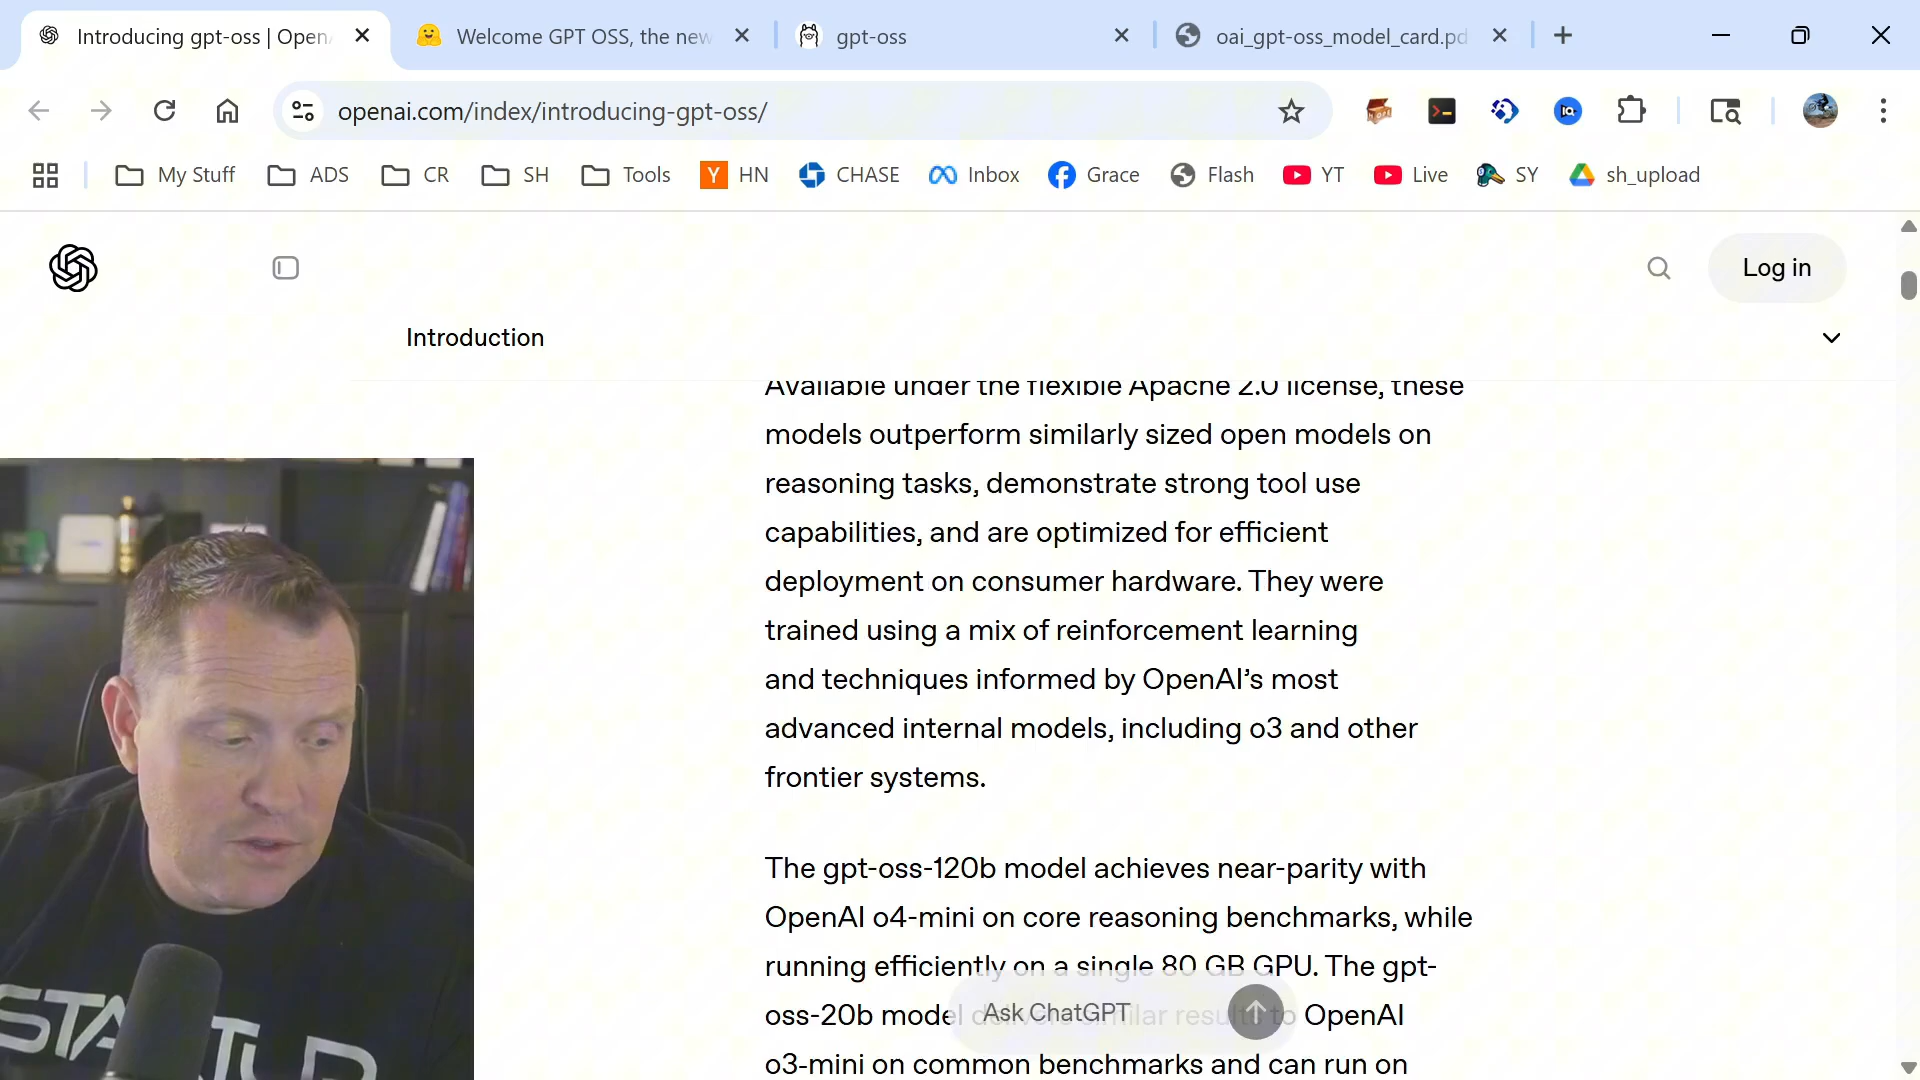 Introducing gpt-oss | Open
Welcome GPT OSS, the new
gpt-oss
oai_gpt-oss_model_card.pd
openai.com/index/introducing-gpt-oss/
My Stuff
ADS
CR
SH
Tools
Y HN
CHASE
Inbox
Grace
Flash
YT
Live
SY
sh_upload
Log in
Introduction
Available under the flexible Apache 2.0 license, these
models outperform similarly sized open models on
reasoning tasks, demonstrate strong tool use
capabilities, and are optimized for efficient
deployment on consumer hardware. They were
trained using a mix of reinforcement learning
and techniques informed by OpenAI’s most
advanced internal models, including o3 and other
frontier systems.
The gpt-oss-120b model achieves near-parity with
OpenAI o4-mini on core reasoning benchmarks, while
running efficiently on a single 80 GB GPU. The gpt-
oss-20b model delivers similar results to OpenAI
Ask ChatGPT
o3-mini on common benchmarks and can run on